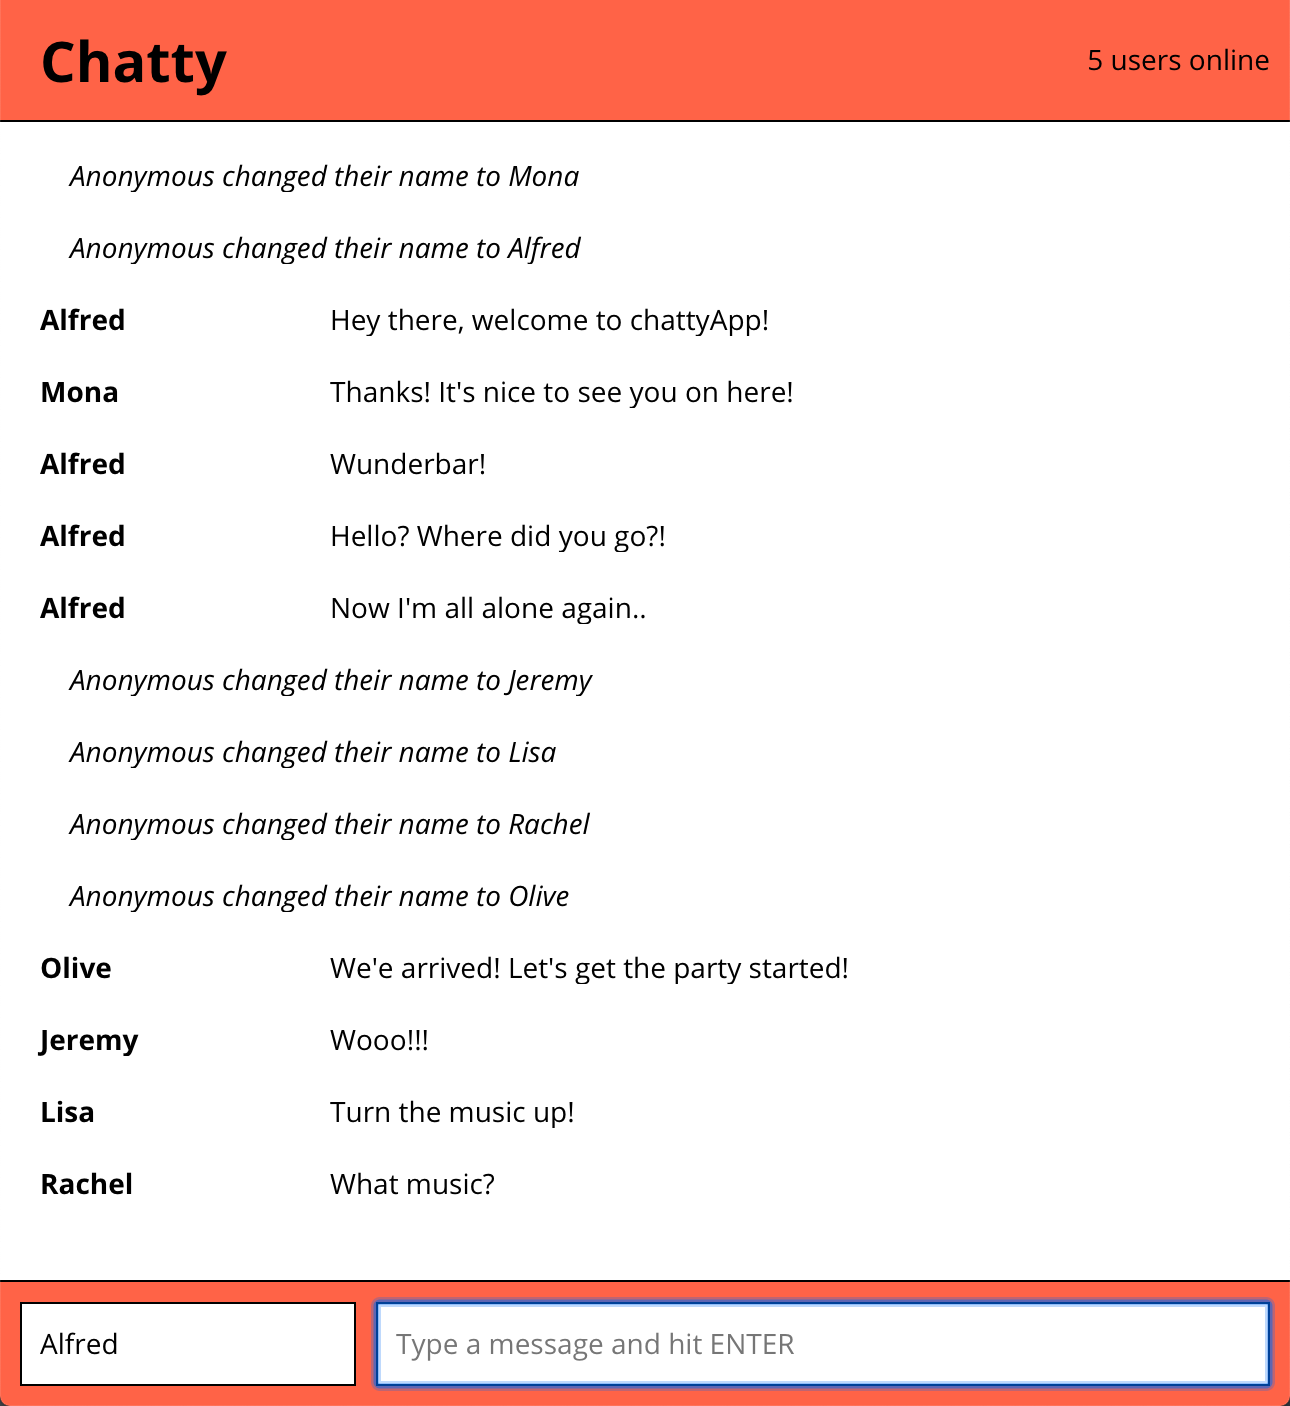 Chatty
5 users online
Anonymous changed their name to Mona
Anonymous changed their name to Alfred
Alfred Hey there, welcome to chattyApp!
Mona Thanks! It's nice to see you on here!
Alfred Wunderbar!
Alfred Hello? Where did you go?!
Alfred Now I'm all alone again..
Anonymous changed their name to Jeremy
Anonymous changed their name to Lisa
Anonymous changed their name to Rachel
Anonymous changed their name to Olive
Olive We'e arrived! Let's get the party started!
Jeremy Wooo!!!
Lisa Turn the music up!
Rachel What music?
Alfred Type a message and hit ENTER